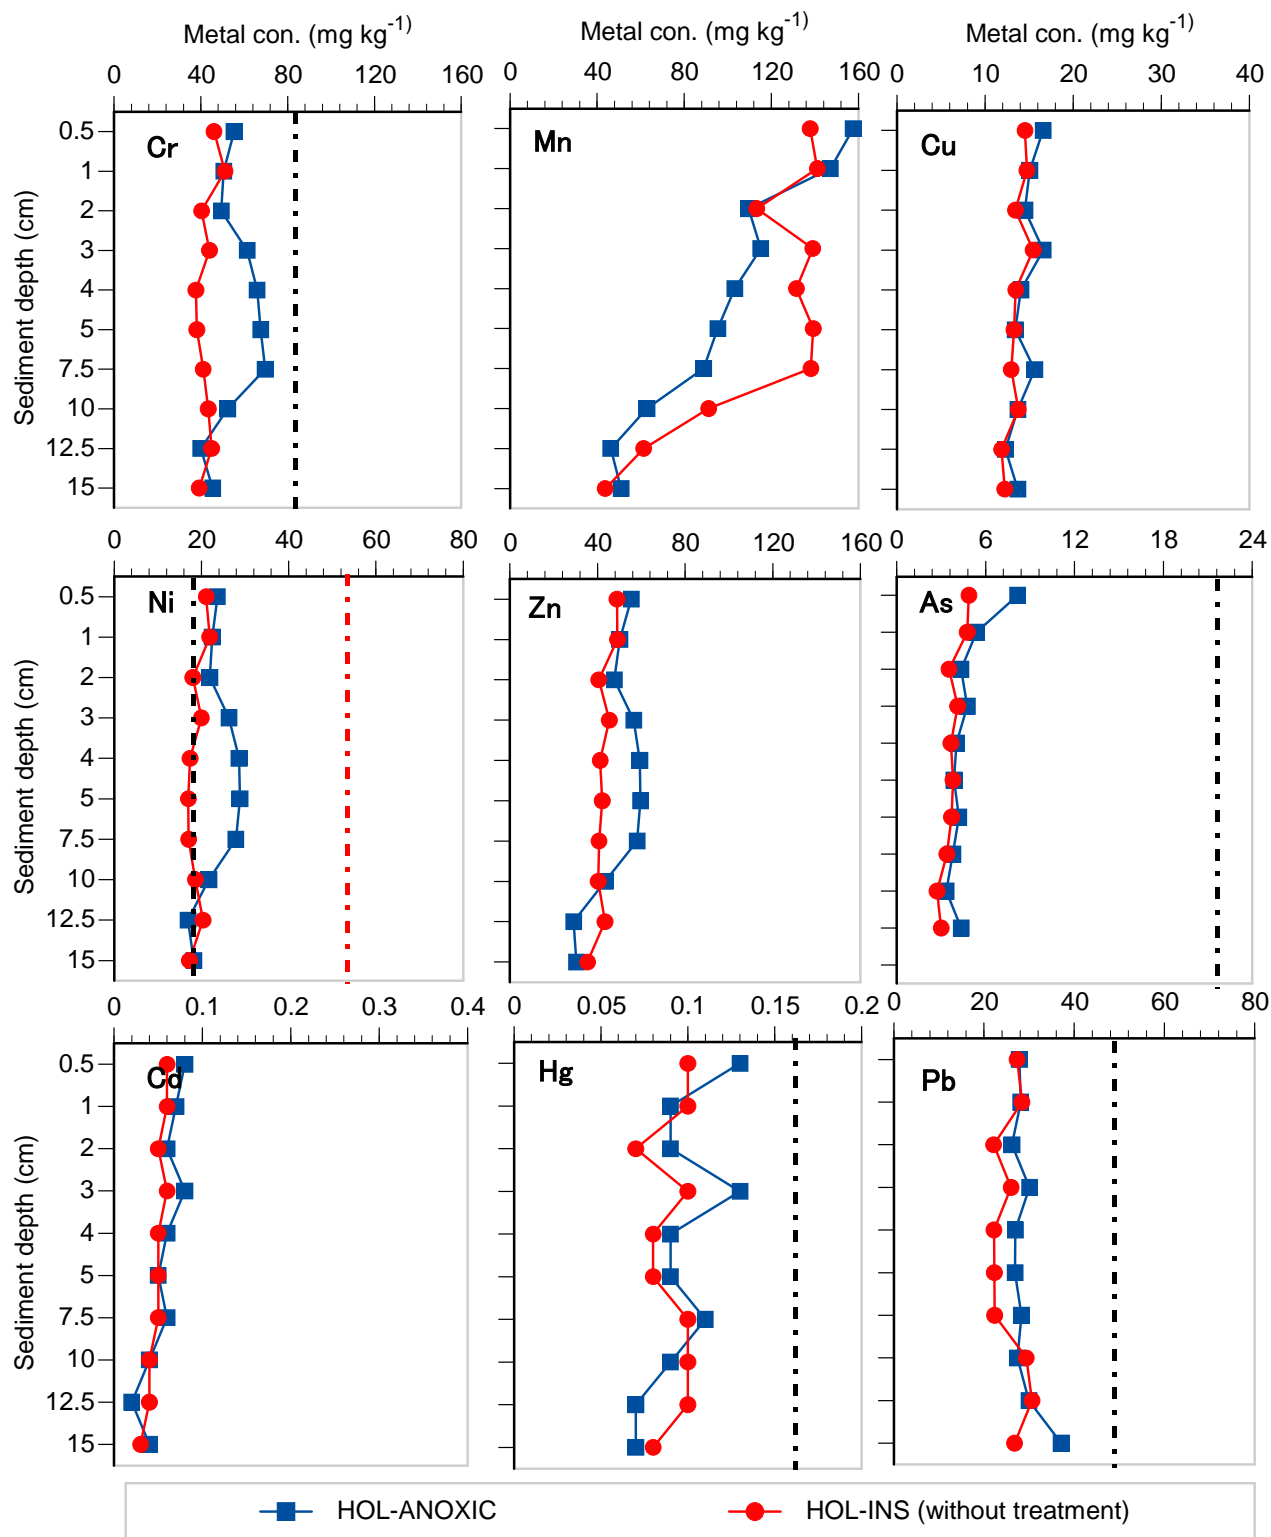 Metal con. (mg kg-1) Metal con. (mg kg-1) Metal con. (mg kg-1)
0 40 80 120 160 0 40 80 120 160 0 10 20 30 40
Cr Mn Cu
Sediment depth (cm)
0.5
1
2
3
4
5
7.5
10
12.5
15
0 20 40 60 80 0 40 80 120 160 0 6 12 18 24
Ni Zn As
Sediment depth (cm)
0.5
1
2
3
4
5
7.5
10
12.5
15
0 0.1 0.2 0.3 0.4 0 0.05 0.1 0.15 0.2 0 20 40 60 80
Cd Hg Pb
Sediment depth (cm)
0.5
1
2
3
4
5
7.5
10
12.5
15
HOL-ANOXIC HOL-INS (without treatment)